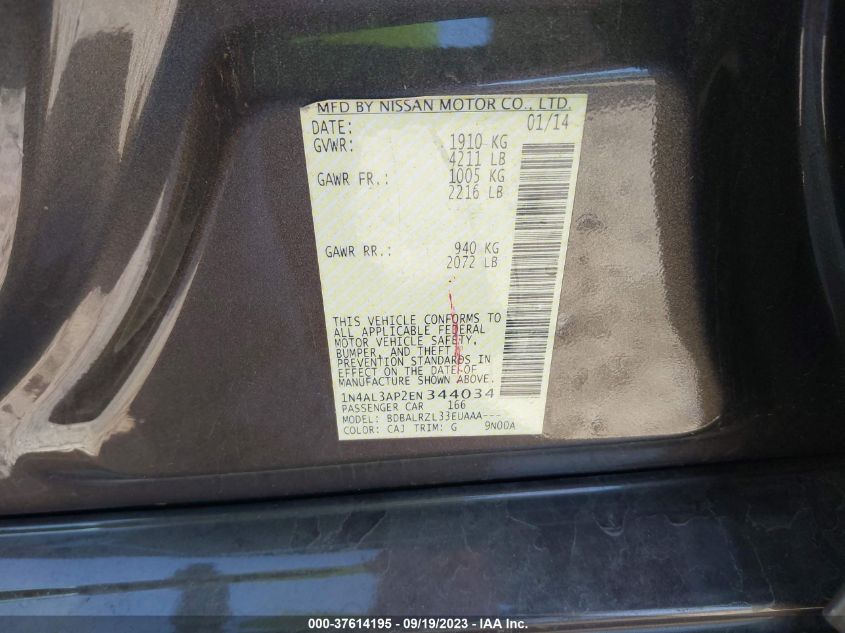 MFD BY NISSAN MOTOR CO., LTD.
DATE: 01/14
GVWR: 1910 KG
4211 LB
GAWR FR.: 1005 KG
2216 LB
GAWR RR.: 940 KG
2072 LB
THIS VEHICLE CONFORMS TO
ALL APPLICABLE FEDERAL
MOTOR VEHICLE SAFETY,
BUMPER, AND THEFT
PREVENTION STANDARDS IN
EFFECT ON THE DATE OF
MANUFACTURE SHOWN ABOVE.
1N4AL3AP2EN344034
PASSENGER CAR 166
MODEL: BDBALRZL33EUAAA---
COLOR: CAJ TRIM: G 9N00A
000-37614195 - 09/19/2023 - IAA Inc.